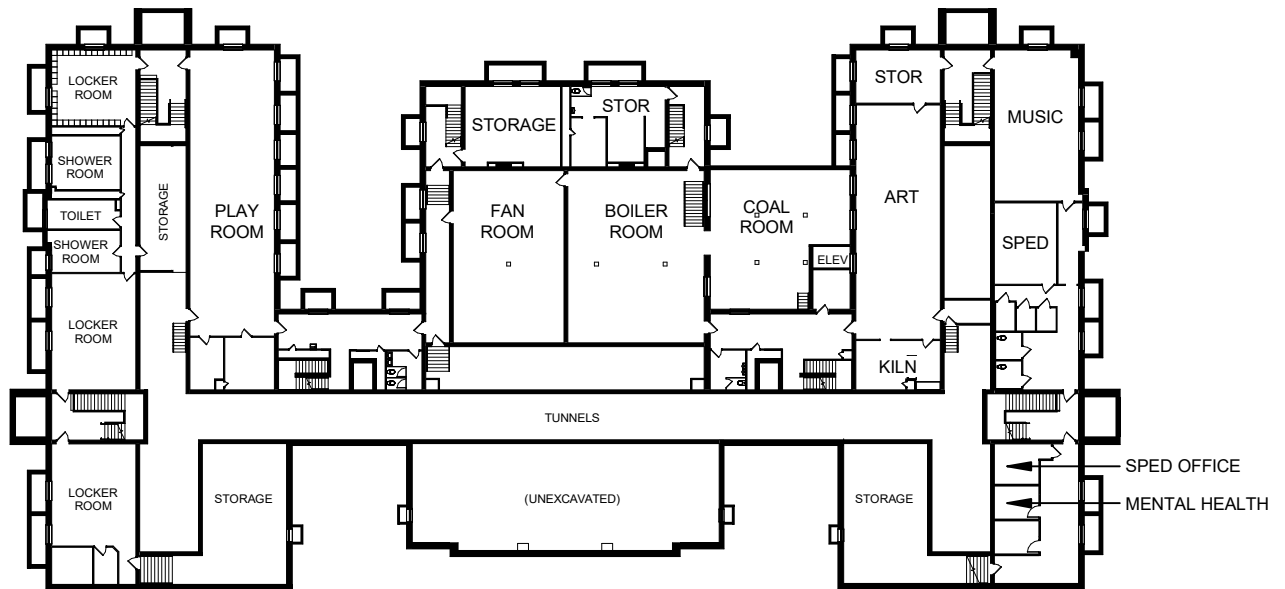 LOCKER
ROOM
STORAGE
STOR
STOR
MUSIC
SHOWER
ROOM
STORAGE
TOILET
PLAY
ROOM
FAN
ROOM
BOILER
ROOM
COAL
ROOM
ART
SHOWER
ROOM
SPED
ELEV
LOCKER
ROOM
KILN
TUNNELS
LOCKER
ROOM
STORAGE
(UNEXCAVATED)
STORAGE
SPED OFFICE
MENTAL HEALTH